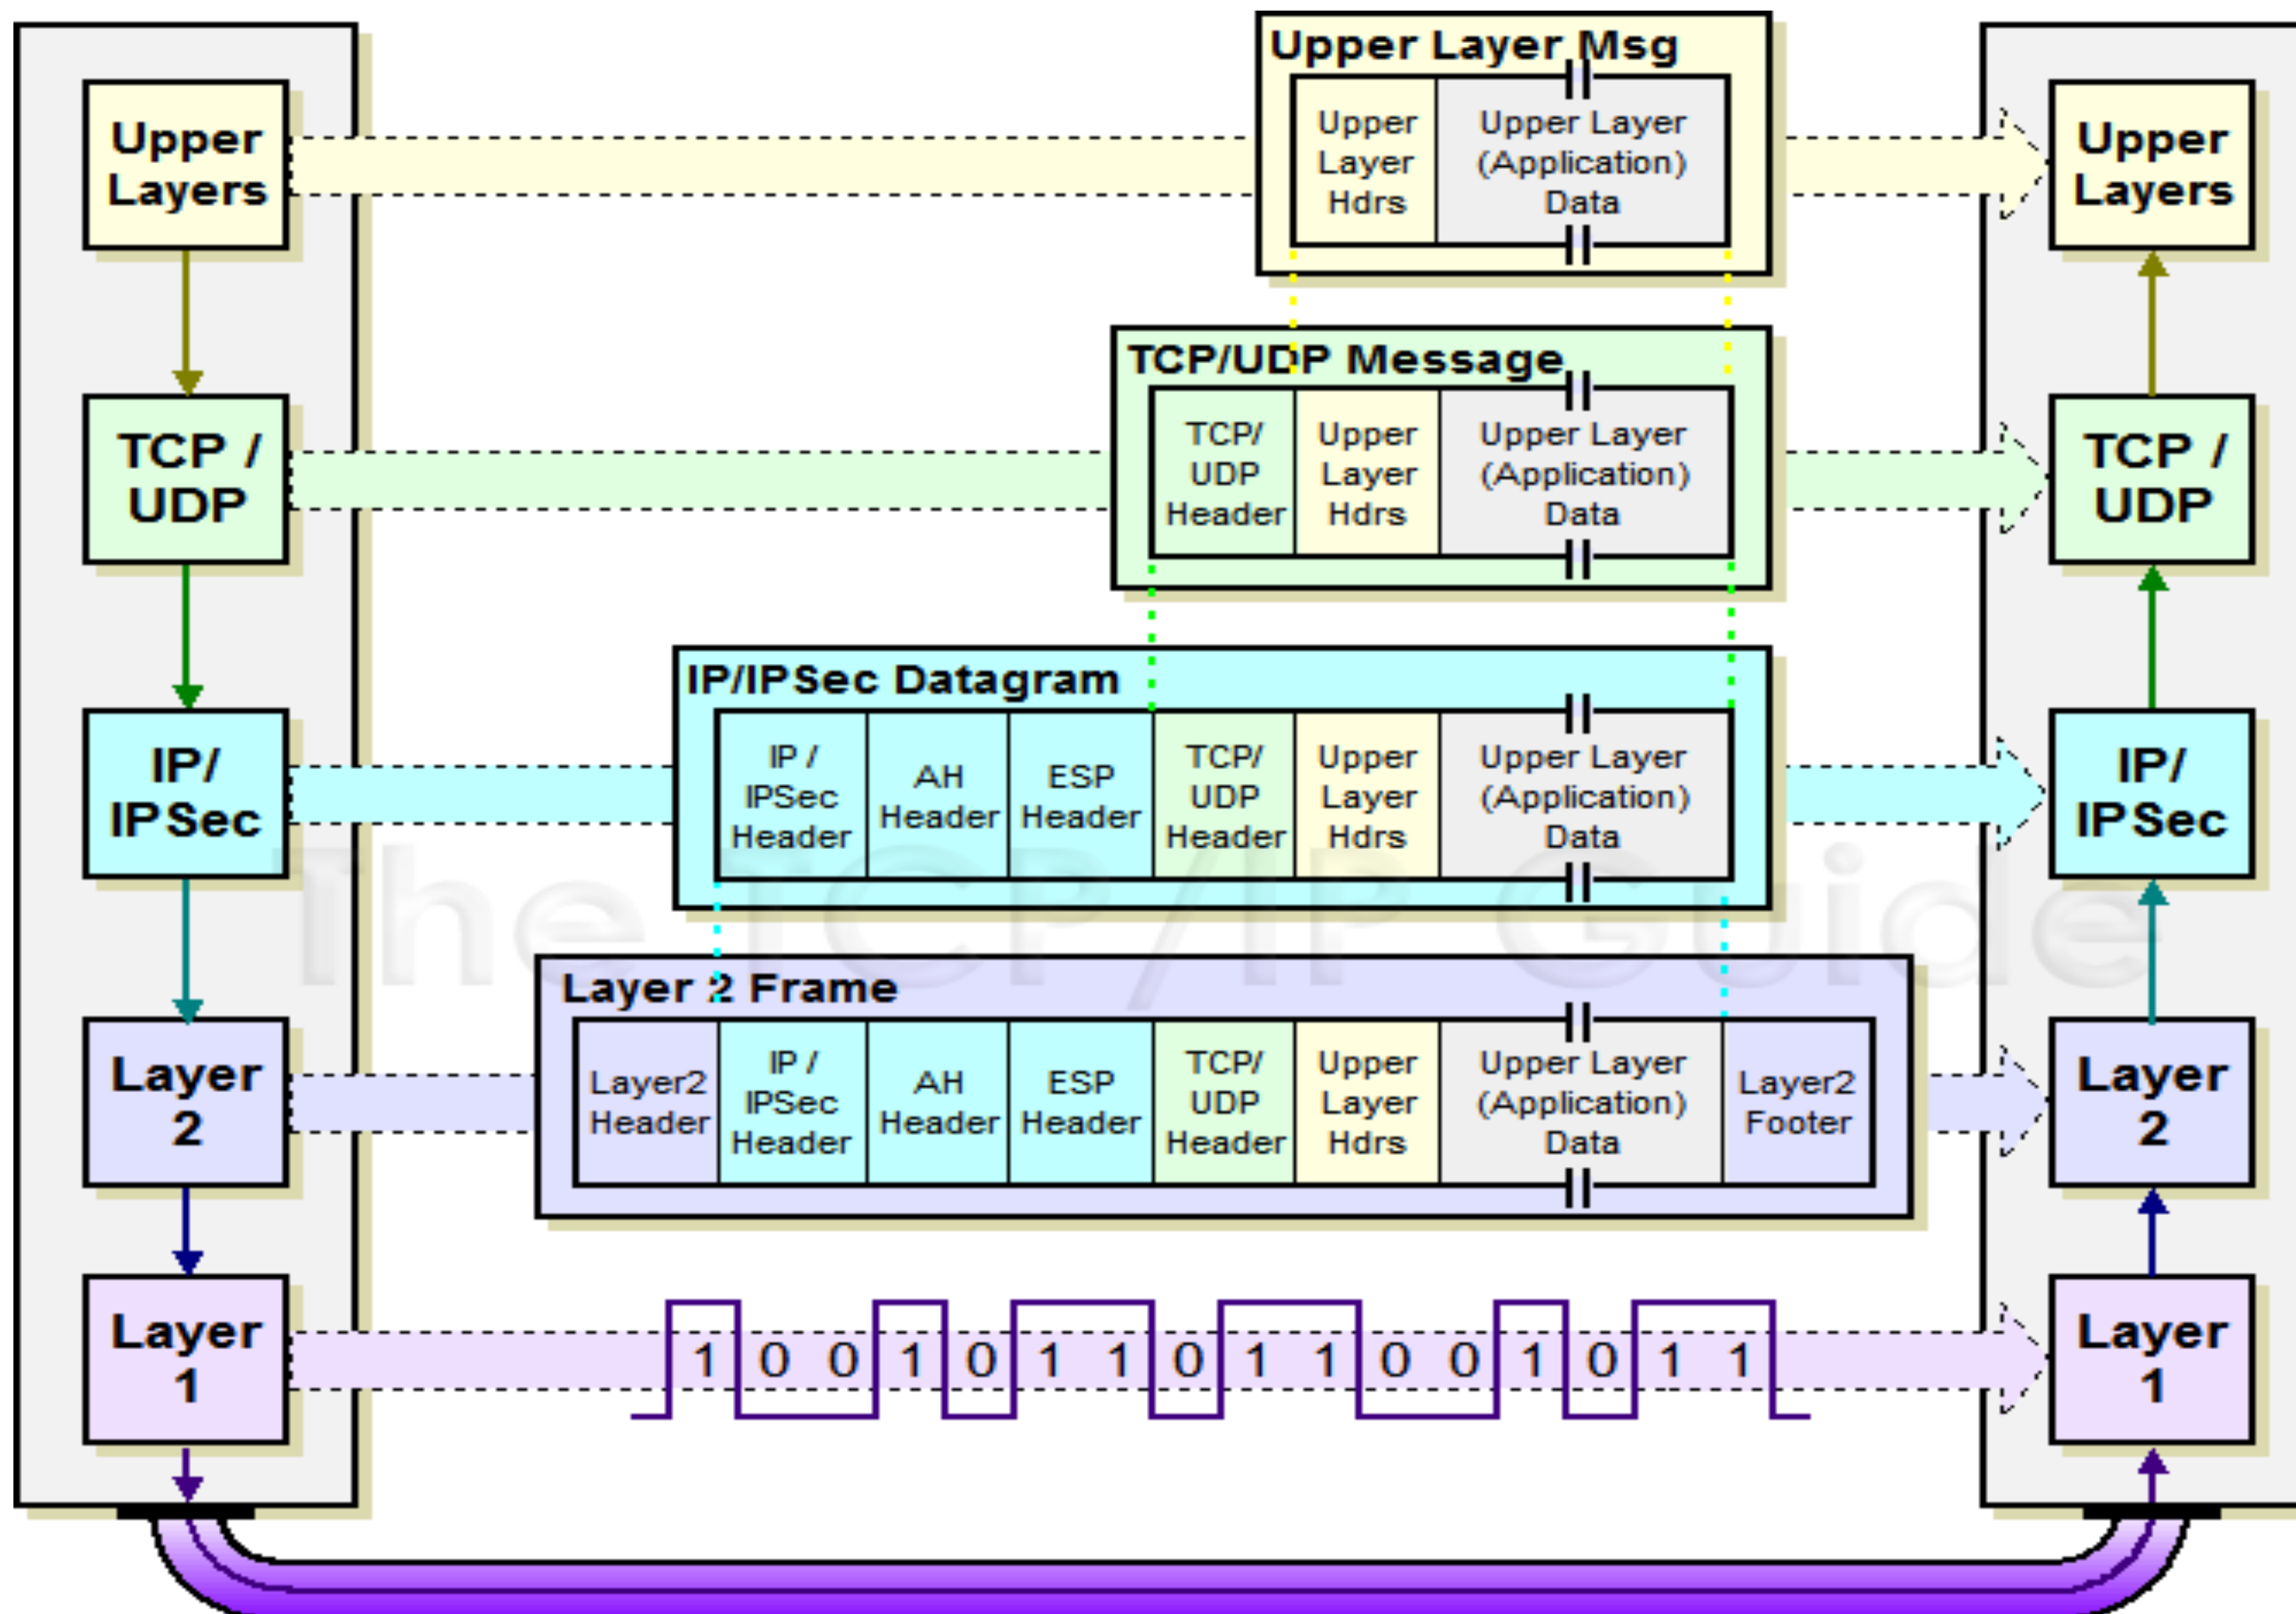 Upper Layer Msg
Upper
Layers
Upper
Layer
Hdrs
Upper Layer
(Application)
Data
Upper
Layers
TCP/UDP Message
TCP /
UDP
TCP/
UDP
Header
Upper
Layer
Hdrs
Upper Layer
(Application)
Data
TCP /
UDP
IP/IPSec Datagram
IP/
IPSec
IP /
IPSec
Header
AH
Header
ESP
Header
TCP/
UDP
Header
Upper
Layer
Hdrs
Upper Layer
(Application)
Data
IP/
IPSec
The TCP/IP Guide
Layer 2 Frame
Layer
2
Layer2
Header
IP /
IPSec
Header
AH
Header
ESP
Header
TCP/
UDP
Header
Upper
Layer
Hdrs
Upper Layer
(Application)
Data
Layer2
Footer
Layer
2
Layer
1
1 0 0 1 0 1 1 0 1 1 0 0 1 0 1 1
Layer
1